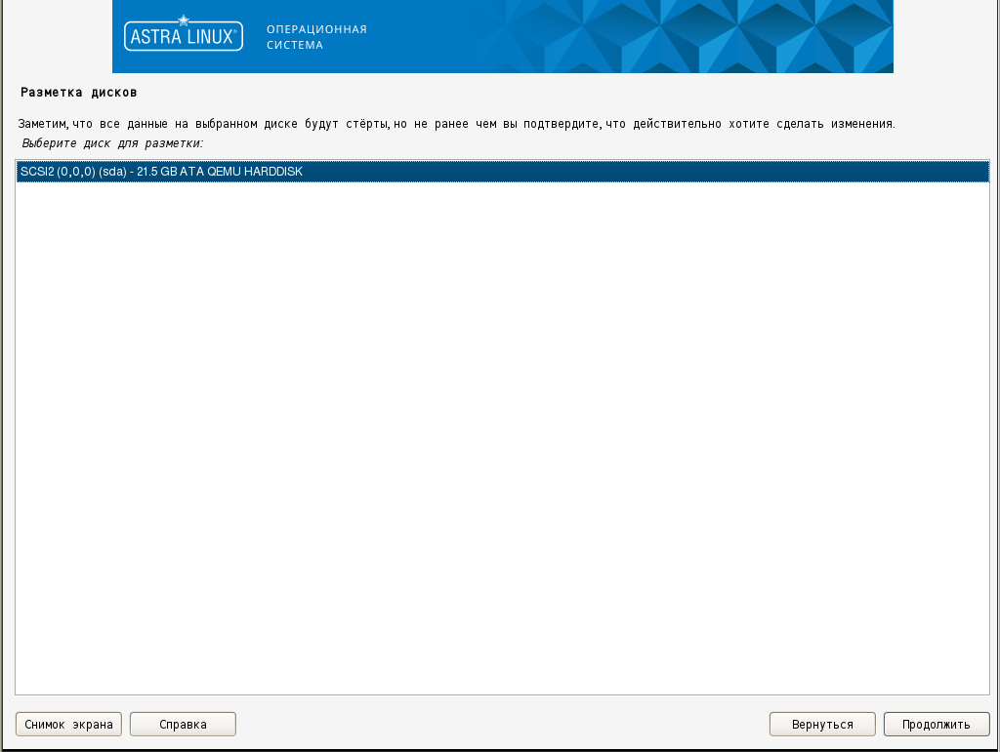 ASTRA LINUX®
ОПЕРАЦИОННАЯ
СИСТЕМА
Разметка дисков
Заметим, что все данные на выбранном диске будут стёрты, но не ранее чем вы подтвердите, что действительно хотите сделать изменения.
Выберите диск для разметки:
SCSI2 (0,0,0) (sda) - 21.5 GB ATA QEMU HARDDISK
Снимок экрана
Справка
Вернуться
Продолжить